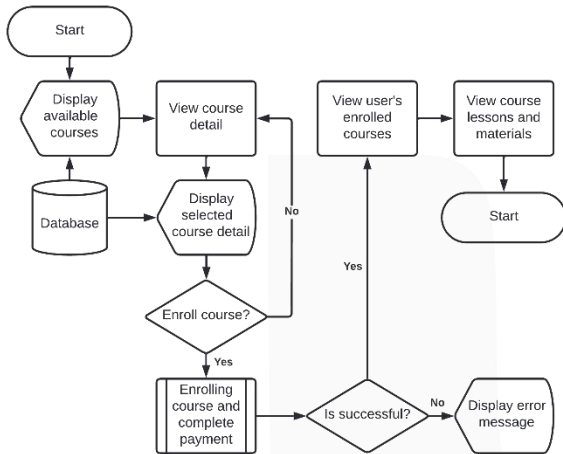 Start
Display
available
courses
View course
detail
View user's
enrolled
courses
View course
lessons and
materials
Database
Display
selected
course detail
No
Start
Enroll course?
Yes
Yes
Enrolling
course and
complete
payment
Is successful?
No
Display error
message